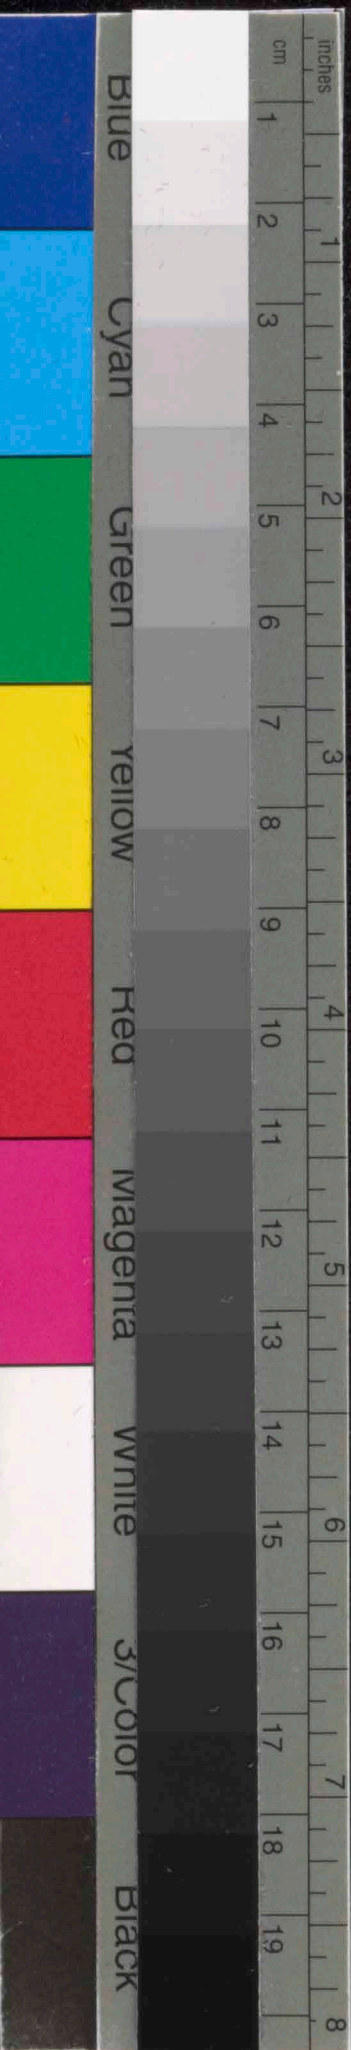 inches 1 2 3 4 5 6 7 8
cm 1 2 3 4 5 6 7 8 9 10 11 12 13 14 15 16 17 18 19
Blue Cyan Green Yellow Red Magenta White 3/Color Black